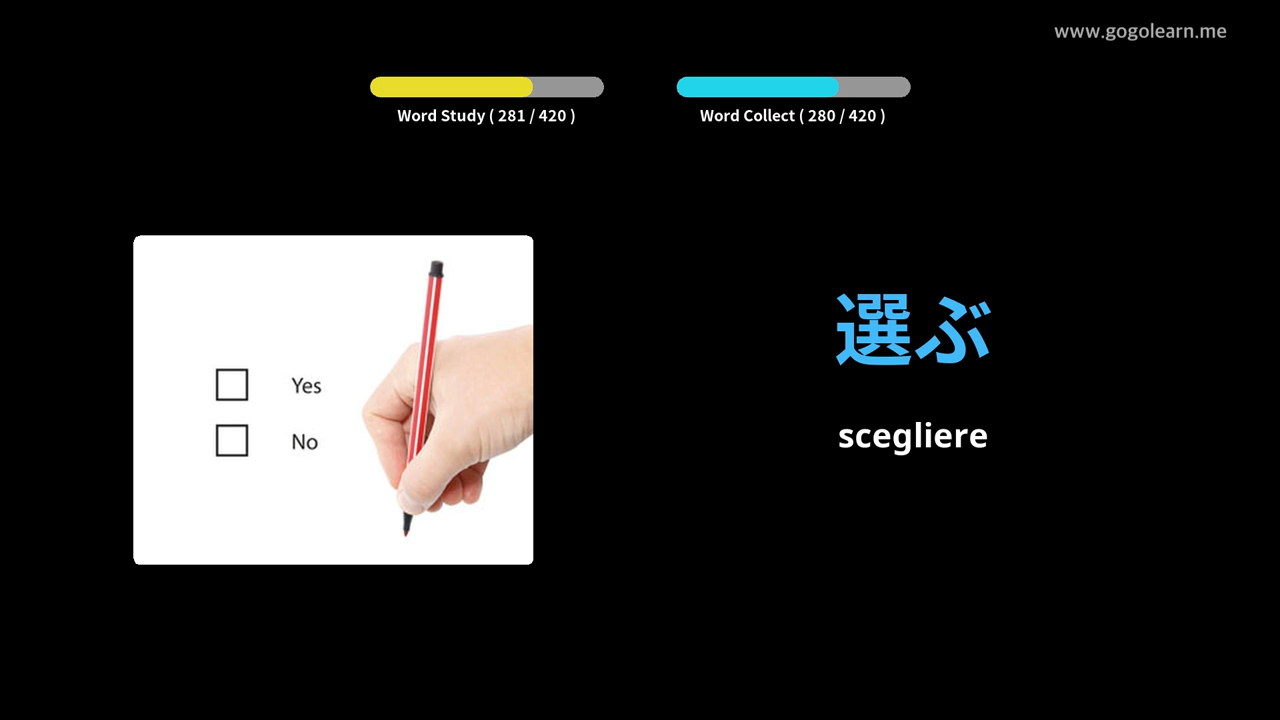 www.gogolearn.me
Word Study ( 281 / 420 )
Word Collect ( 280 / 420 )
Yes
No
選ぶ
scegliere